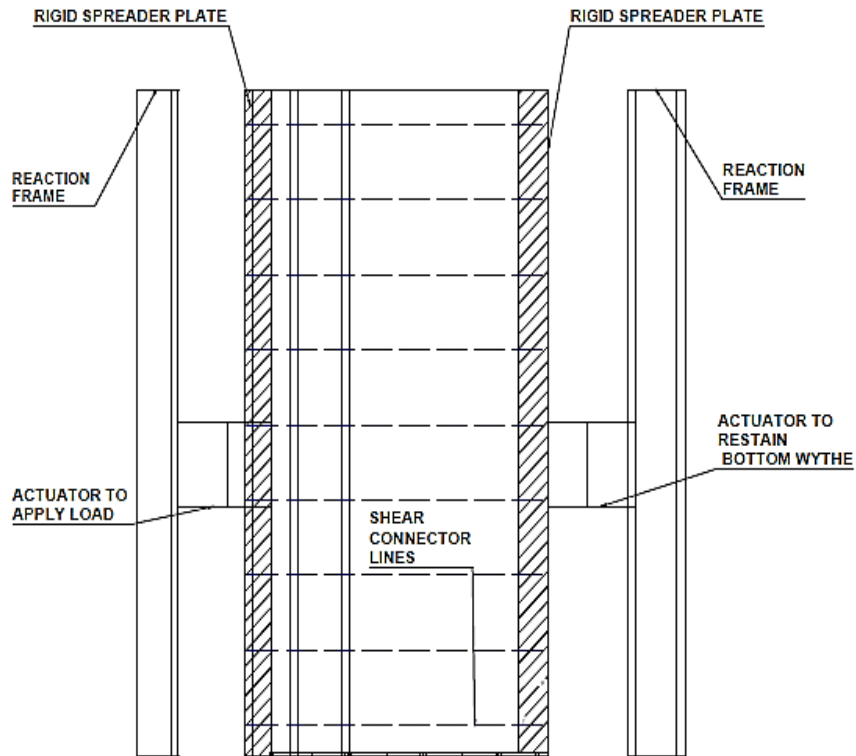 RIGID SPREADER PLATE
RIGID SPREADER PLATE
REACTION
FRAME
REACTION
FRAME
ACTUATOR TO
RESTAIN
BOTTOM WYTHE
ACTUATOR TO
APPLY LOAD
SHEAR
CONNECTOR
LINES